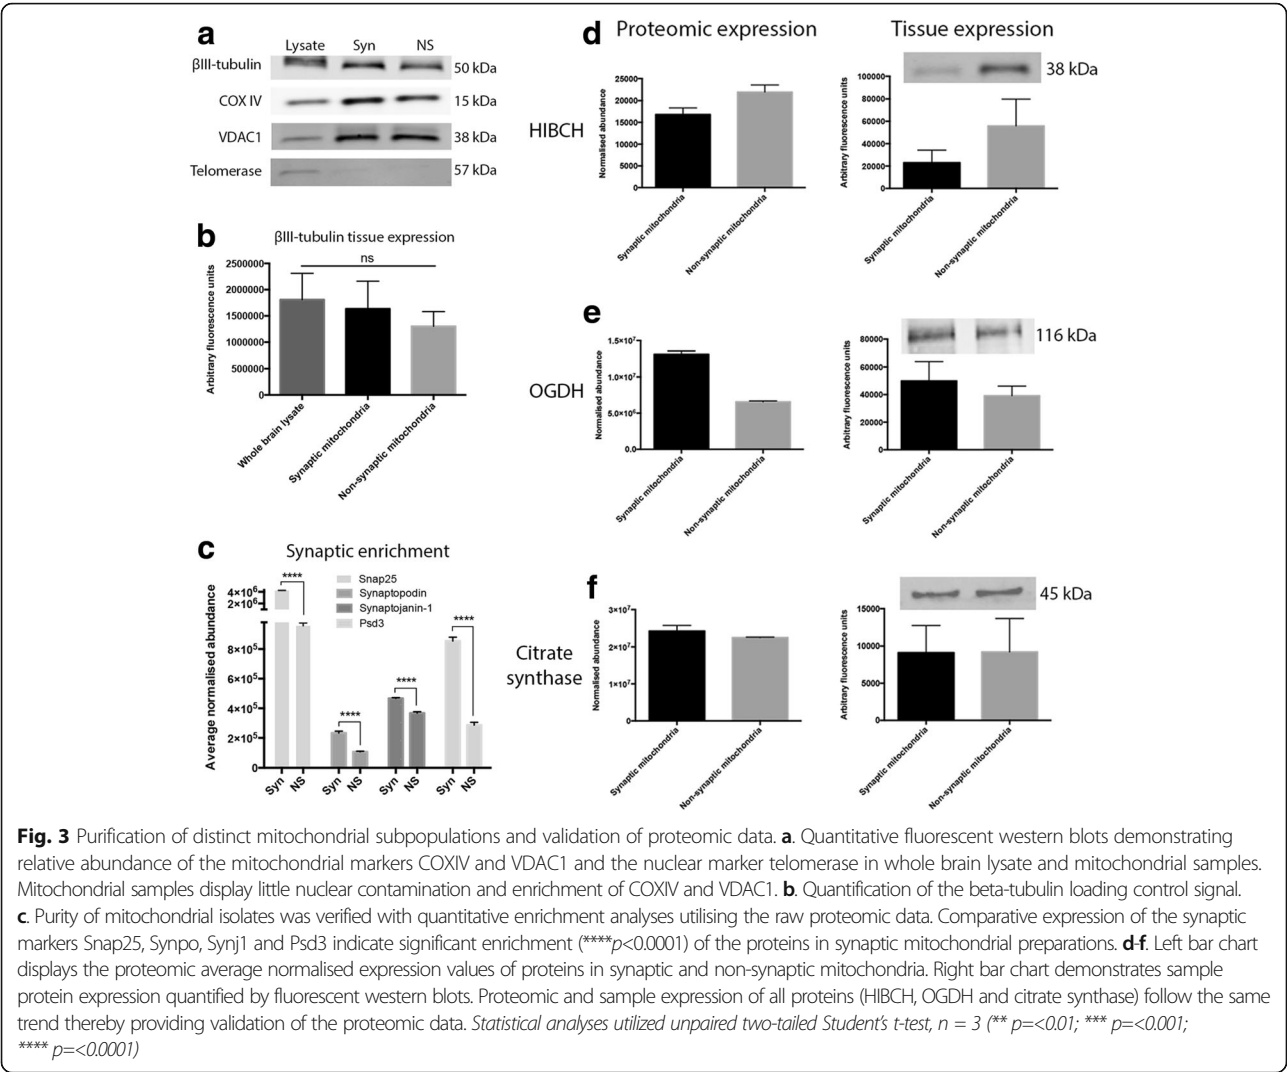 a
Lysate Syn NS
βIII-tubulin 50 kDa
COX IV 15 kDa
VDAC1 38 kDa
Telomerase 57 kDa
b
βIII-tubulin tissue expression
ns
Arbitrary fluorescence units
2500000
2000000
1500000
1000000
500000
0
Whole brain lysate
Synaptic mitochondria
Non-synaptic mitochondria
c Synaptic enrichment
Average normalised abundance
4×10⁶
2×10⁶
8×10⁵
6×10⁵
4×10⁵
2×10⁵
0
****
****
****
****
Snap25
Synaptopodin
Synaptojanin-1
Psd3
Syn NS Syn NS Syn NS Syn NS
d Proteomic expression Tissue expression
HIBCH
Normalised abundance
25000
20000
15000
10000
5000
0
Synaptic mitochondria
Non-synaptic mitochondria
38 kDa
Arbitrary fluorescence units
100000
80000
60000
40000
20000
0
Synaptic mitochondria
Non-synaptic mitochondria
e
OGDH
Normalised abundance
1.5×10⁷
1.0×10⁷
5.0×10⁶
0.0
Synaptic mitochondria
Non-synaptic mitochondria
116 kDa
Arbitrary fluorescence units
80000
60000
40000
20000
0
Synaptic mitochondria
Non-synaptic mitochondria
f
Citrate
synthase
Normalised abundance
3×10⁷
2×10⁷
1×10⁷
0
Synaptic mitochondria
Non-synaptic mitochondria
45 kDa
Arbitrary fluorescence units
15000
10000
5000
0
Synaptic mitochondria
Non-synaptic mitochondria
Fig. 3 Purification of distinct mitochondrial subpopulations and validation of proteomic data. a. Quantitative fluorescent western blots demonstrating
relative abundance of the mitochondrial markers COXIV and VDAC1 and the nuclear marker telomerase in whole brain lysate and mitochondrial samples.
Mitochondrial samples display little nuclear contamination and enrichment of COXIV and VDAC1. b. Quantification of the beta-tubulin loading control signal.
c. Purity of mitochondrial isolates was verified with quantitative enrichment analyses utilising the raw proteomic data. Comparative expression of the synaptic
markers Snap25, Synpo, Synj1 and Psd3 indicate significant enrichment (****p<0.0001) of the proteins in synaptic mitochondrial preparations. d-f. Left bar chart
displays the proteomic average normalised expression values of proteins in synaptic and non-synaptic mitochondria. Right bar chart demonstrates sample
protein expression quantified by fluorescent western blots. Proteomic and sample expression of all proteins (HIBCH, OGDH and citrate synthase) follow the same
trend thereby providing validation of the proteomic data. Statistical analyses utilized unpaired two-tailed Student's t-test, n = 3 (** p=<0.01; *** p=<0.001;
**** p=<0.0001)